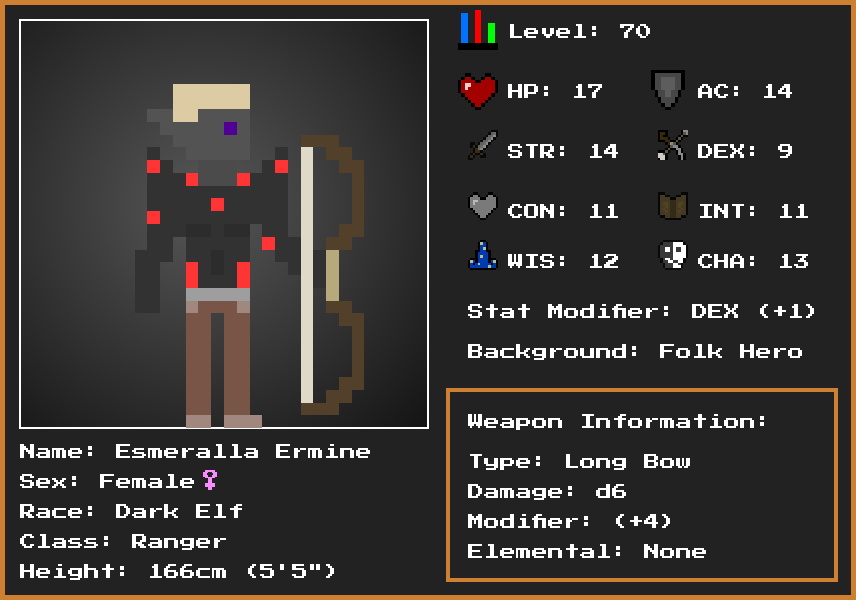 Level: 70
HP: 17
AC: 14
STR: 14
DEX: 9
CON: 11
INT: 11
WIS: 12
CHA: 13
Stat Modifier: DEX (+1)
Background: Folk Hero
Weapon Information:
Type: Long Bow
Damage: d6
Modifier: (+4)
Elemental: None
Name: Esmeralla Ermine
Sex: Female♀
Race: Dark Elf
Class: Ranger
Height: 166cm (5'5")